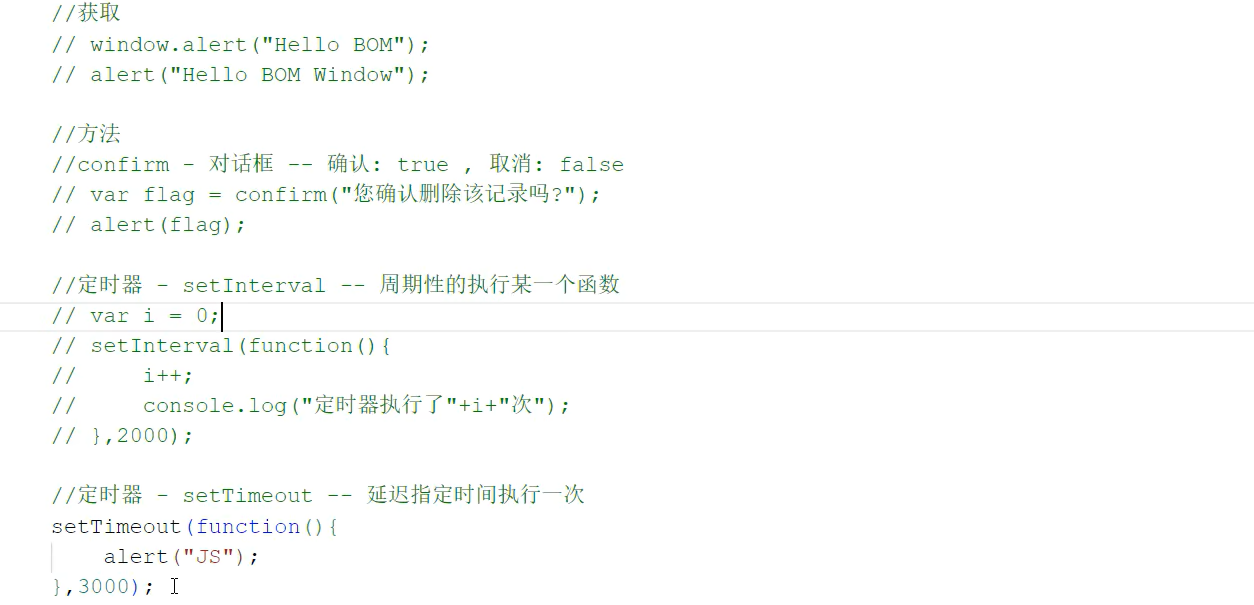 //获取
// window.alert("Hello BOM");
// alert("Hello BOM Window");
//方法
//confirm - 对话框 -- 确认: true , 取消: false
// var flag = confirm("您确认删除该记录吗?");
// alert(flag);
//定时器 - setInterval -- 周期性的执行某一个函数
// var i = 0;
// setInterval(function(){
//     i++;
//     console.log("定时器执行了"+i+"次");
// },2000);
//定时器 - setTimeout -- 延迟指定时间执行一次
setTimeout(function(){
    alert("JS");
},3000);